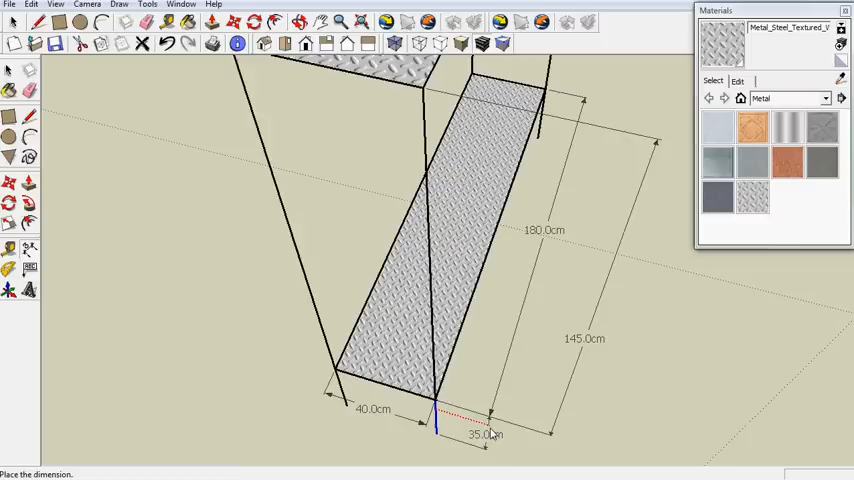 File Edit View Camera Draw Tools Window Help
Materials
Metal_Steel_Textured_W
Select Edit
Metal
180.0cm
145.0cm
40.0cm
35.0cm
Place the dimension.